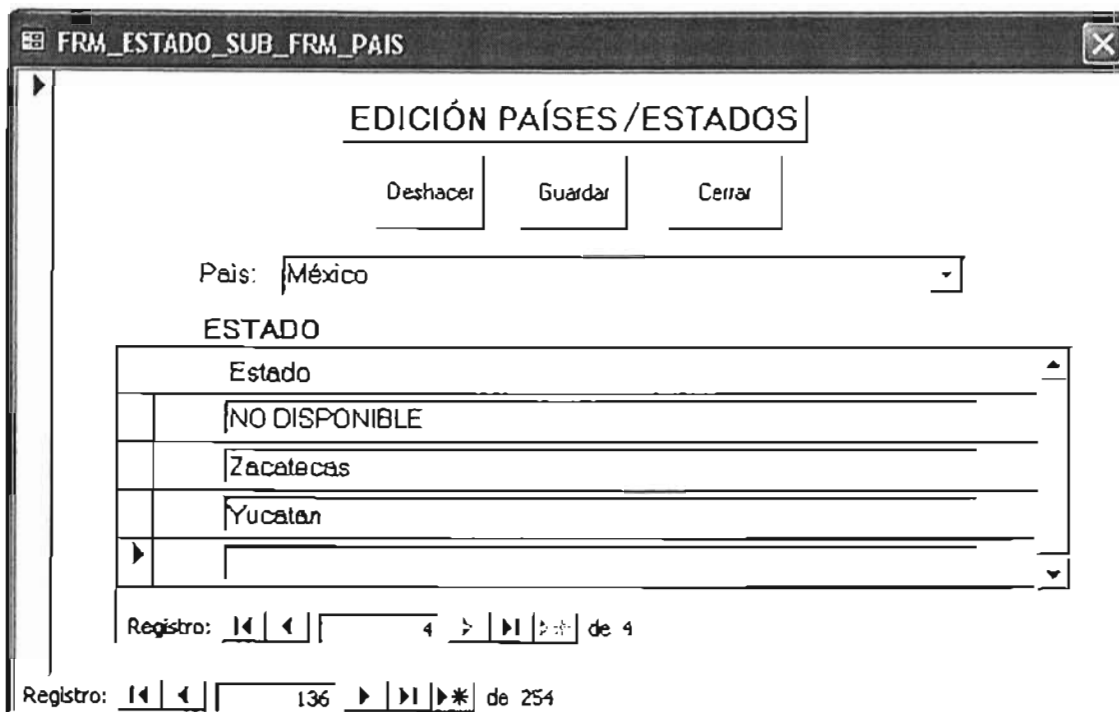 FRM_ESTADO_SUB_FRM_PAIS
EDICIÓN PAÍSES/ESTADOS
Deshacer Guardar Cerrar
País: México
ESTADO
Estado
NO DISPONIBLE
Zacatecas
Yucatan
Registro: 4 de 4
Registro: 136 de 254